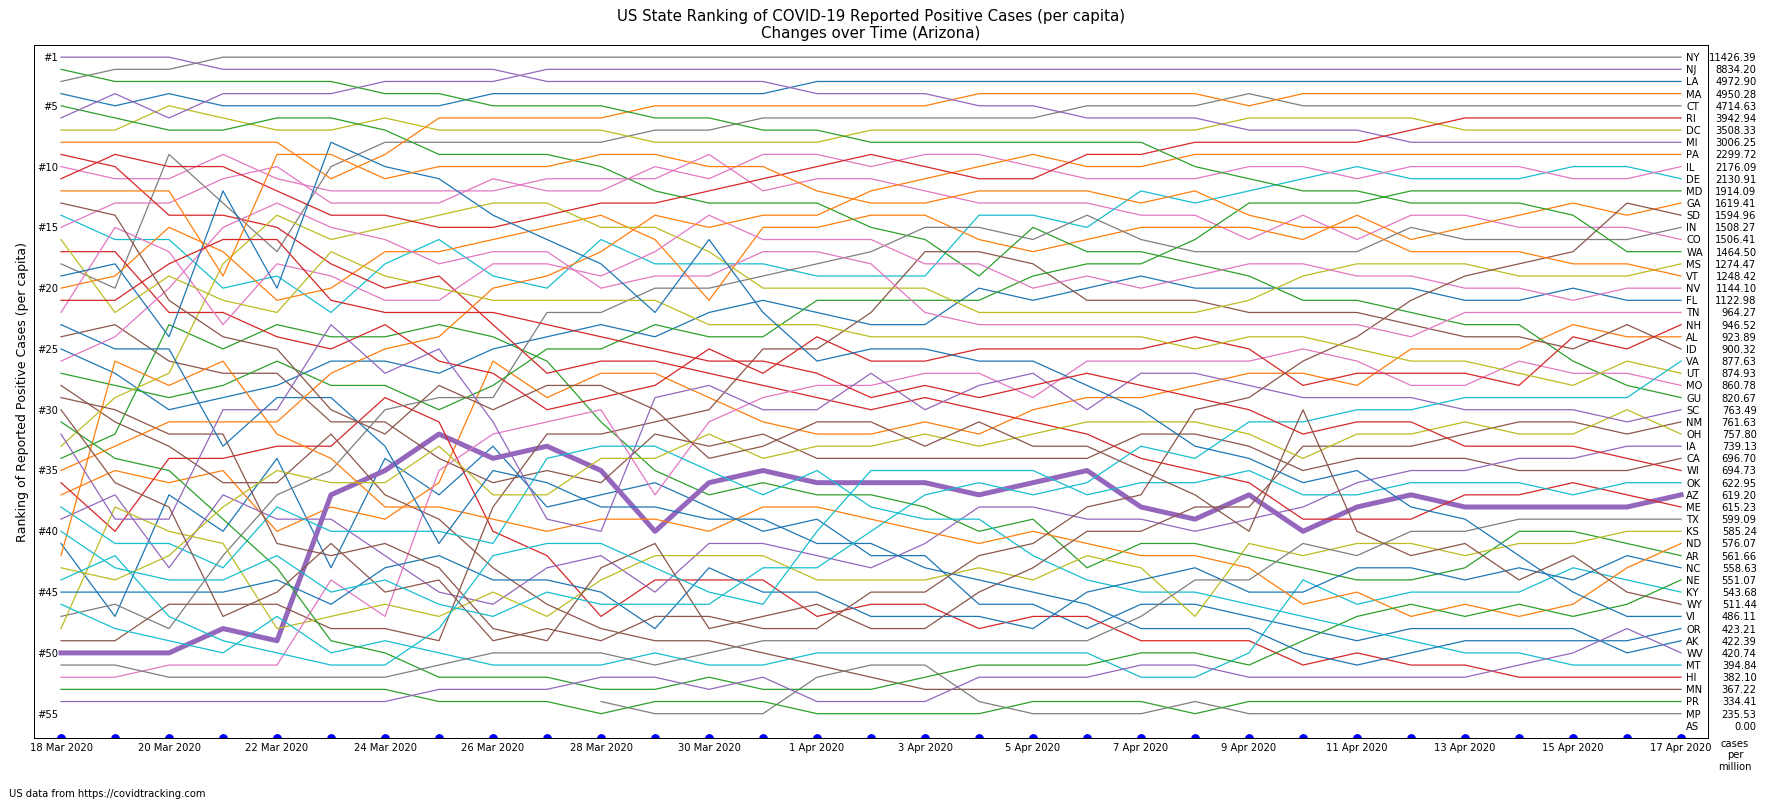 US State Ranking of COVID-19 Reported Positive Cases (per capita)
Changes over Time (Arizona)
Ranking of Reported Positive Cases (per capita)
#1
#5
#10
#15
#20
#25
#30
#35
#40
#45
#50
#55
NY 11426.39
NJ 8834.20
LA 4972.90
MA 4950.28
CT 4714.63
RI 3942.94
DC 3508.33
MI 3006.25
PA 2299.72
IL 2176.09
DE 2130.91
MD 1914.09
GA 1619.41
SD 1594.96
IN 1508.27
CO 1506.41
WA 1464.50
MS 1274.47
VT 1248.42
NV 1144.10
FL 1122.98
TN 964.27
NH 946.52
AL 923.89
ID 900.32
VA 877.63
UT 874.93
MO 860.78
GU 820.67
SC 763.49
NM 761.63
OH 757.80
IA 739.13
CA 696.70
WI 694.73
OK 622.95
AZ 619.20
ME 615.23
TX 599.09
KS 585.24
ND 576.07
AR 561.66
NC 558.63
NE 551.07
KY 543.68
WY 511.44
VI 486.11
OR 423.21
AK 422.39
WV 420.74
MT 394.84
HI 382.10
MN 367.22
PR 334.41
MP 235.53
AS 0.00
18 Mar 2020 20 Mar 2020 22 Mar 2020 24 Mar 2020 26 Mar 2020 28 Mar 2020 30 Mar 2020 1 Apr 2020 3 Apr 2020 5 Apr 2020 7 Apr 2020 9 Apr 2020 11 Apr 2020 13 Apr 2020 15 Apr 2020 17 Apr 2020
cases
per
million
US data from https://covidtracking.com